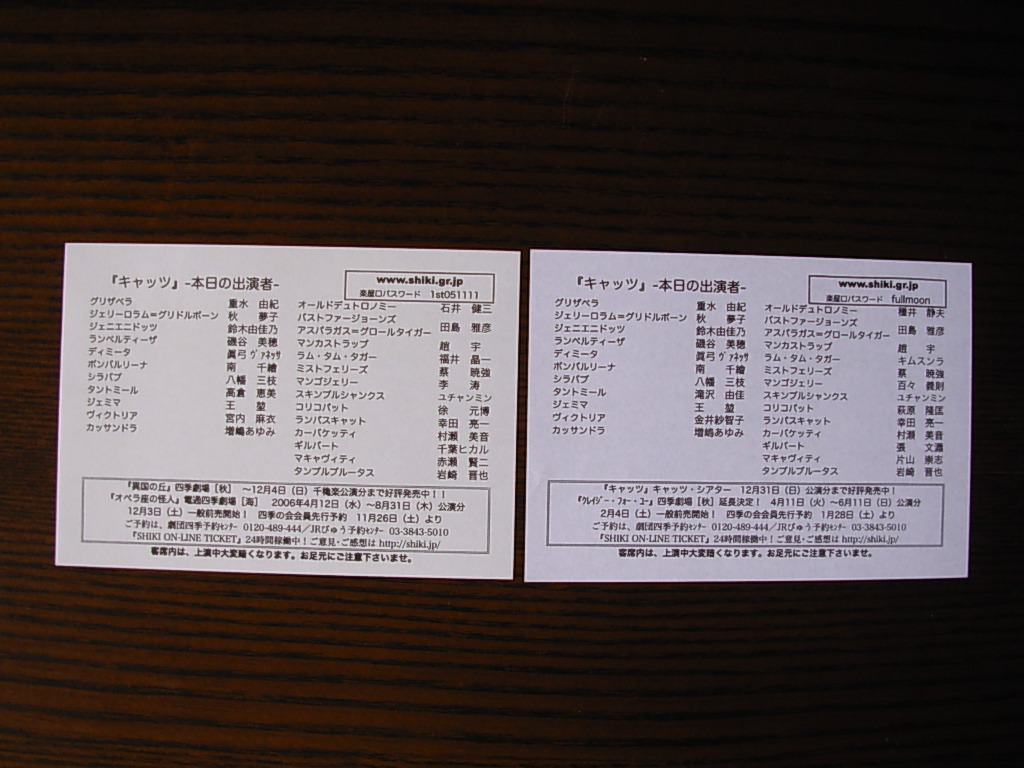 『キャッツ』-本日の出演者-
www.shiki.gr.jp
楽屋口パスワード 1st051111
グリザベラ 重水 由紀
ジェリーロラム＝グリドルボーン 秋 夢子
ジェニエニドッツ 鈴木由佳乃
ランペルティーザ 磯谷 美穂
ディミータ 眞弓ヴァネッサ
ボンバルリーナ 南 千繪
シラバブ 八幡 三枝
タントミール 高倉 恵美
ジェミマ 王 堃
ヴィクトリア 宮内 麻衣
カッサンドラ 増嶋あゆみ
オールドデュトロノミー 石井 健三
バストファージョーンズ
アスパラガス＝グロールタイガー 田島 雅彦
マンカストラップ 趙 宇
ラム・タム・タガー 福井 晶一
ミストフェリーズ 蔡 暁強
マンゴジェリー 李 涛
スキンブルシャンクス ユチャンミン
コリコパット 徐 元博
ランパスキャット 幸田 亮一
カーバケッティ 村瀬 美音
ギルバート 千葉ヒカル
マキャヴィティ 赤瀬 賢二
タンブルブルータス 岩崎 晋也
『異国の丘』四季劇場［秋］ ～12月4日（日）千穐楽公演分まで好評発売中！！
『オペラ座の怪人』電通四季劇場［海］ 2006年4月12日（水）～8月31日（木）公演分
12月3日（土）一般前売開始！ 四季の会会員先行予約 11月26日（土）より
ご予約は、劇団四季予約ｾﾝﾀｰ 0120-489-444／JRびゅう予約ｾﾝﾀｰ 03-3843-5010
『SHIKI ON-LINE TICKET』24時間稼働中！ご意見・ご感想は http://shiki.jp/
客席内は、上演中大変暗くなります。お足元にご注意下さいませ。
『キャッツ』-本日の出演者-
www.shiki.gr.jp
楽屋口パスワード fullmoon
グリザベラ 重水 由紀
ジェリーロラム＝グリドルボーン 秋 夢子
ジェニエニドッツ 鈴木由佳乃
ランペルティーザ 磯谷 美穂
ディミータ 眞弓ヴァネッサ
ボンバルリーナ 南 千繪
シラバブ 八幡 三枝
タントミール 滝沢 由佳
ジェミマ 王 堃
ヴィクトリア 金井紗智子
カッサンドラ 増嶋あゆみ
オールドデュトロノミー 種井 静夫
バストファージョーンズ
アスパラガス＝グロールタイガー 田島 雅彦
マンカストラップ 趙 宇
ラム・タム・タガー キムスンラ
ミストフェリーズ 蔡 暁強
マンゴジェリー 百々 義則
スキンブルシャンクス ユチャンミン
コリコパット 萩原 隆匡
ランパスキャット 幸田 亮一
カーバケッティ 村瀬 美音
ギルバート 張 文瀟
マキャヴィティ 片山 崇志
タンブルブルータス 岩崎 晋也
『キャッツ』キャッツ・シアター 12月31日（日）公演分まで好評発売中！
『クレイジー・フォー・ユー』四季劇場［秋］延長決定！ 4月11日（火）～6月11日（日）公演分
2月4日（土）一般前売開始！ 四季の会会員先行予約 1月28日（土）より
ご予約は、劇団四季予約ｾﾝﾀｰ 0120-489-444／JRびゅう予約ｾﾝﾀｰ 03-3843-5010
『SHIKI ON-LINE TICKET』24時間稼働中！ご意見・ご感想は http://shiki.jp/
客席内は、上演中大変暗くなります。お足元にご注意下さいませ。